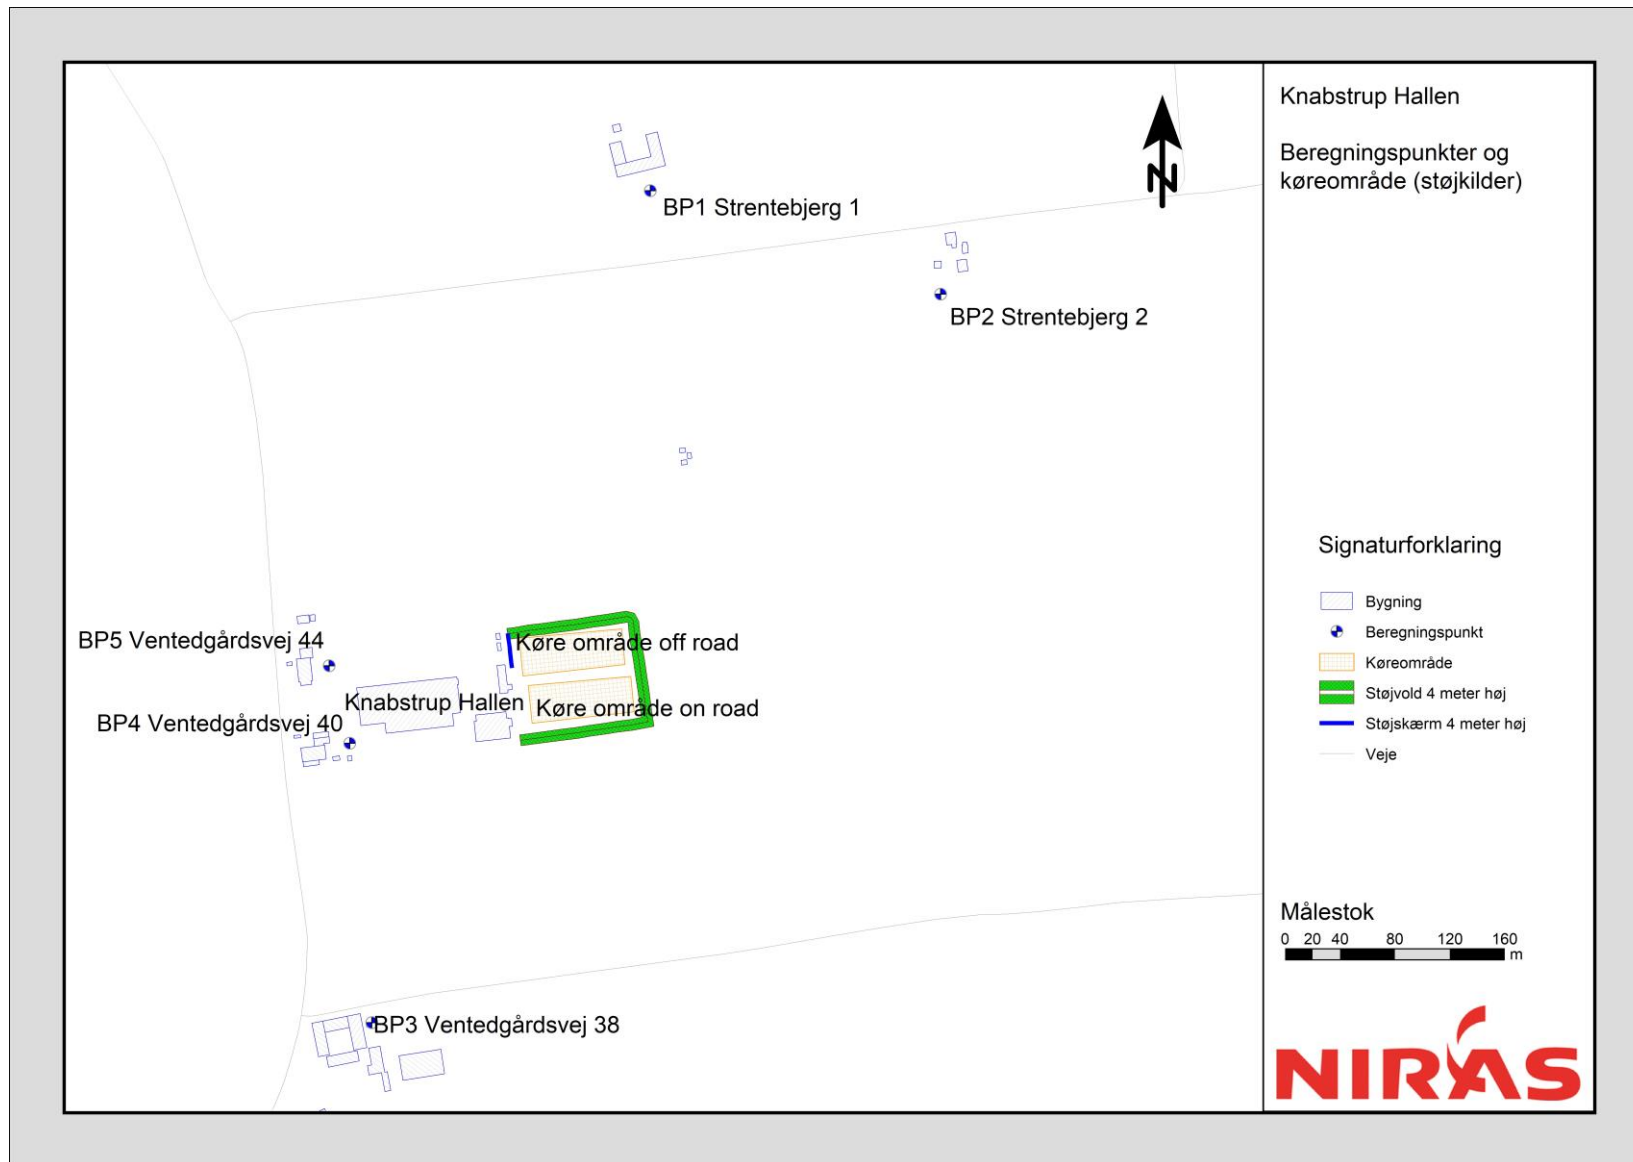 Knabstrup Hallen
Beregningspunkter og
køreområde (støjkilder)
N
BP1 Strentebjerg 1
BP2 Strentebjerg 2
BP5 Ventedgårdsvej 44
Køre område off road
Knabstrup Hallen
Køre område on road
BP4 Ventedgårdsvej 40
BP3 Ventedgårdsvej 38
Signaturforklaring
Bygning
Beregningspunkt
Køreområde
Støjvold 4 meter høj
Støjskærm 4 meter høj
Veje
Målestok
0 20 40 80 120 160
m
NIRAS